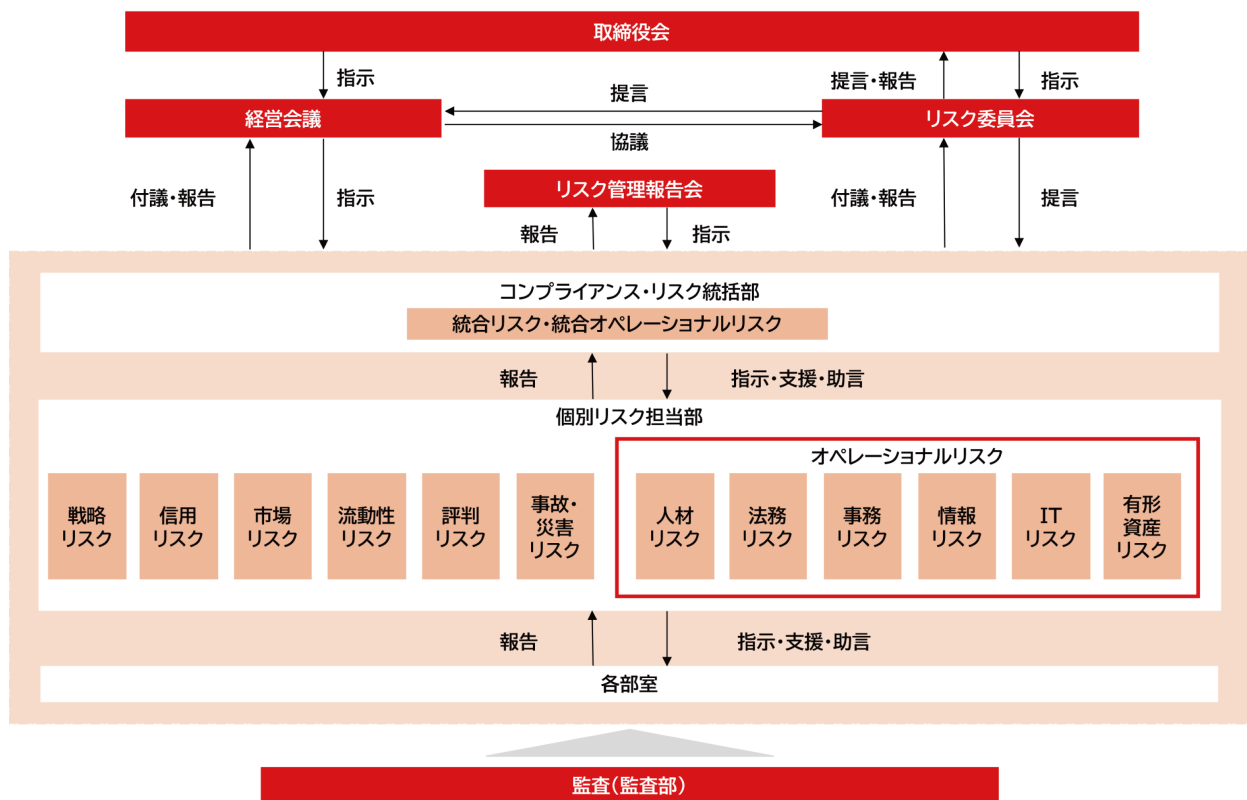 取締役会
指示
提言・報告
指示
提言
経営会議
リスク委員会
協議
リスク管理報告会
付議・報告
指示
付議・報告
提言
報告
指示
コンプライアンス・リスク統括部
統合リスク・統合オペレーショナルリスク
報告
指示・支援・助言
個別リスク担当部
オペレーショナルリスク
戦略
リスク
信用
リスク
市場
リスク
流動性
リスク
評判
リスク
事故・
災害
リスク
人材
リスク
法務
リスク
事務
リスク
情報
リスク
IT
リスク
有形
資産
リスク
報告
指示・支援・助言
各部室
監査(監査部)